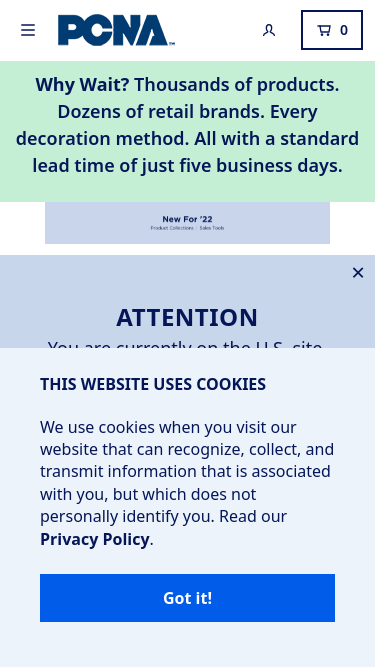 PCNA
0
Why Wait? Thousands of products.
Dozens of retail brands. Every
decoration method. All with a standard
lead time of just five business days.
New For '22
Product Collections | Sales Tools
ATTENTION
You are currently on the U.S. site.
THIS WEBSITE USES COOKIES
We use cookies when you visit our
website that can recognize, collect, and
transmit information that is associated
with you, but which does not
personally identify you. Read our
Privacy Policy.
Got it!